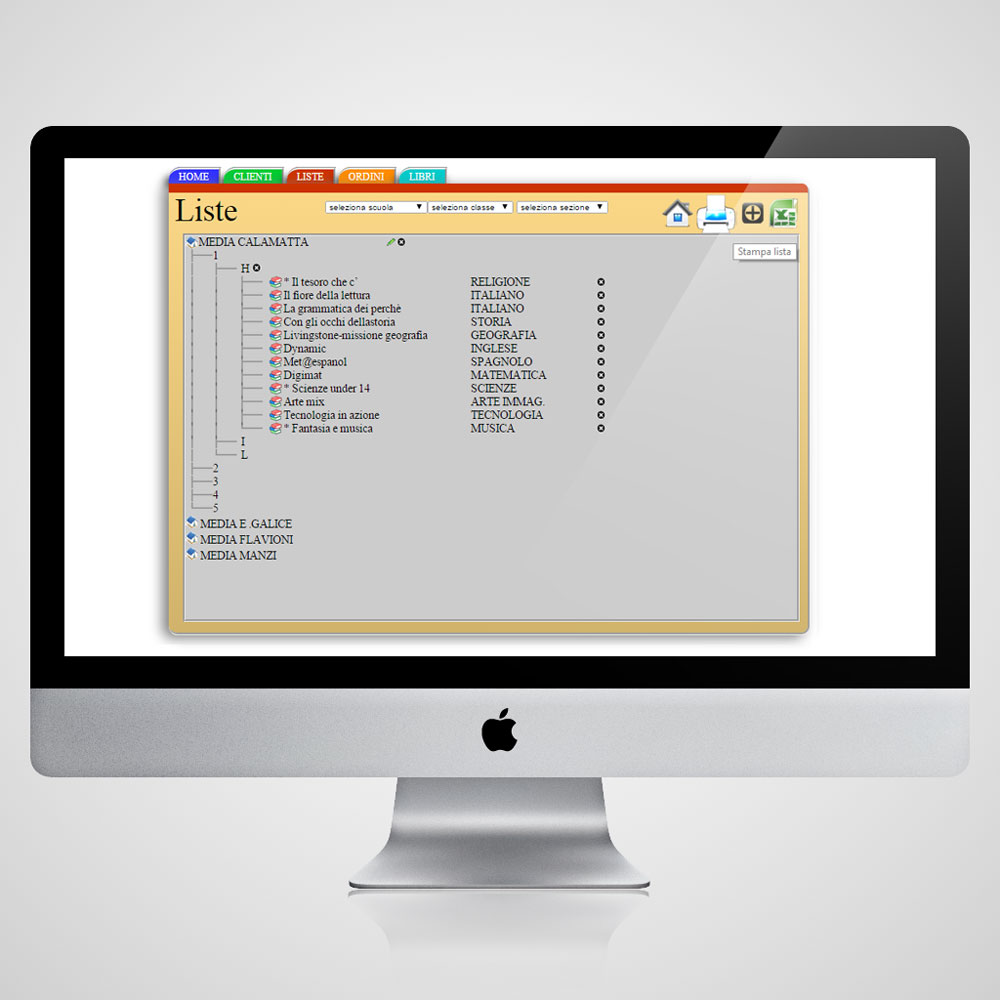 HOME CLIENTI LISTE ORDINI LIBRI
Liste seleziona scuola seleziona classe seleziona sezione
Stampa lista
MEDIA CALAMATTA
1
H
* Il tesoro che c` RELIGIONE
Il fiore della lettura ITALIANO
La grammatica dei perchè ITALIANO
Con gli occhi dellastoria STORIA
Livingstone-missione geografia GEOGRAFIA
Dynamic INGLESE
Met@espanol SPAGNOLO
Digimat MATEMATICA
* Scienze under 14 SCIENZE
Arte mix ARTE IMMAG.
Tecnologia in azione TECNOLOGIA
* Fantasia e musica MUSICA
I
L
2
3
4
5
MEDIA E .GALICE
MEDIA FLAVIONI
MEDIA MANZI